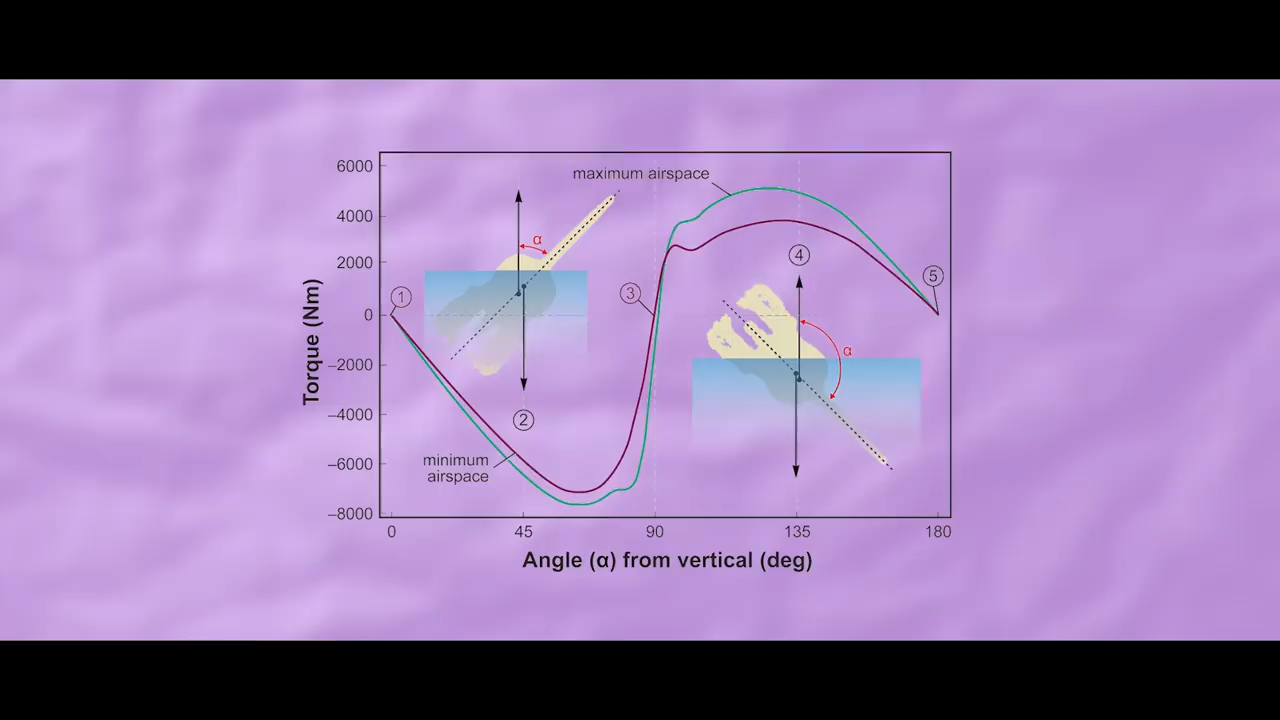 6000
maximum airspace
4000
α
2000
④
⑤
Torque (Nm)
①
③
0
α
−2000
−4000
②
minimum
airspace
−6000
−8000
0
45
90
135
180
Angle (α) from vertical (deg)